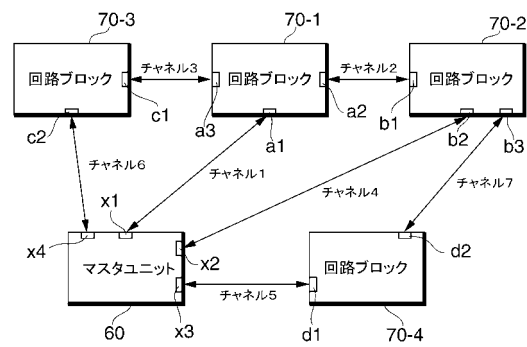 70-3
70-1
70-2
回路ブロック
チャネル3
回路ブロック
チャネル2
回路ブロック
c1
a3
a2
b1
c2
a1
b2
b3
チャネル6
チャネル1
チャネル4
チャネル7
x1
x4
マスタユニット
x2
回路ブロック
d2
チャネル5
60
x3
d1
70-4